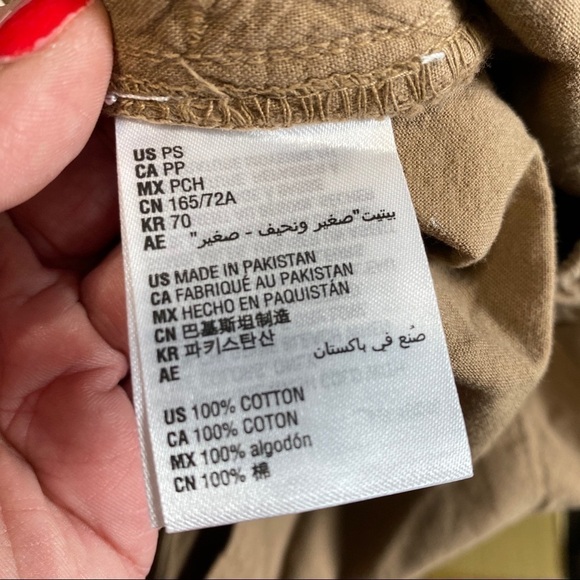 US PS
CA PP
MX PCH
CN 165/72A
KR 70
AE بيتيت"صغير ونحيف - صغير"
US MADE IN PAKISTAN
CA FABRIQUÉ AU PAKISTAN
MX HECHO EN PAQUISTÁN
CN 巴基斯坦制造
KR 파키스탄산
AE صُنع في باكستان
US 100% COTTON
CA 100% COTON
MX 100% algodón
CN 100% 棉